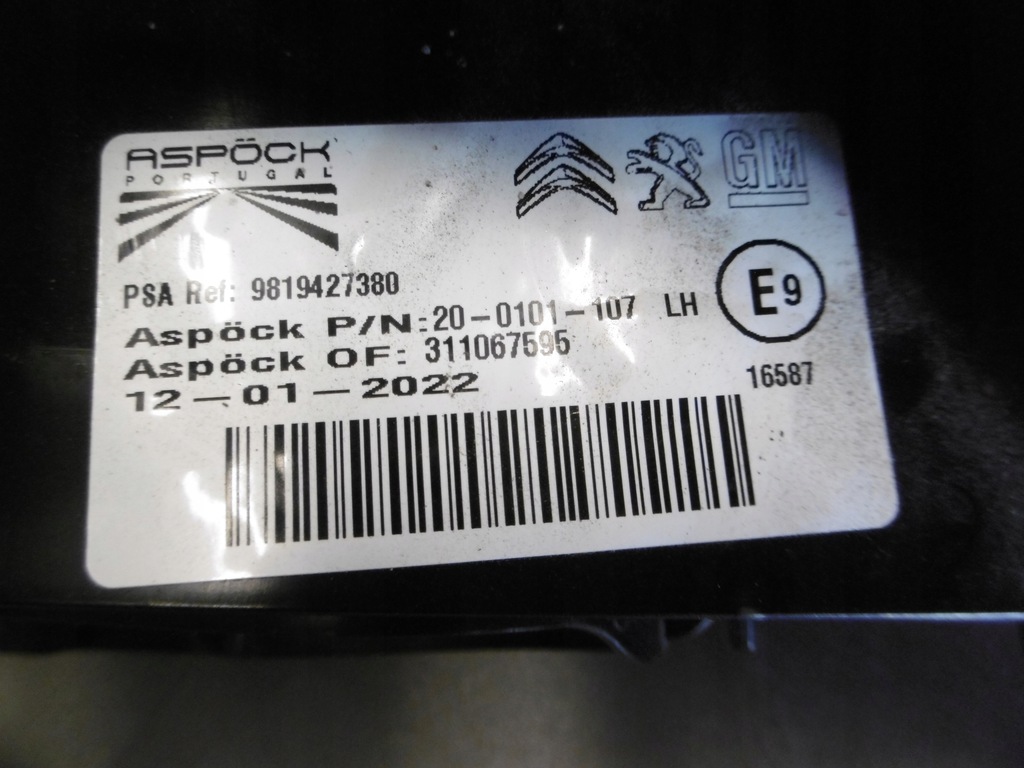 ASPÖCK
PORTUGAL
GM
PSA Ref: 9819427380
Aspöck P/N:20-0101-107 LH
E9
Aspöck OF: 311067595
12-01-2022
16587